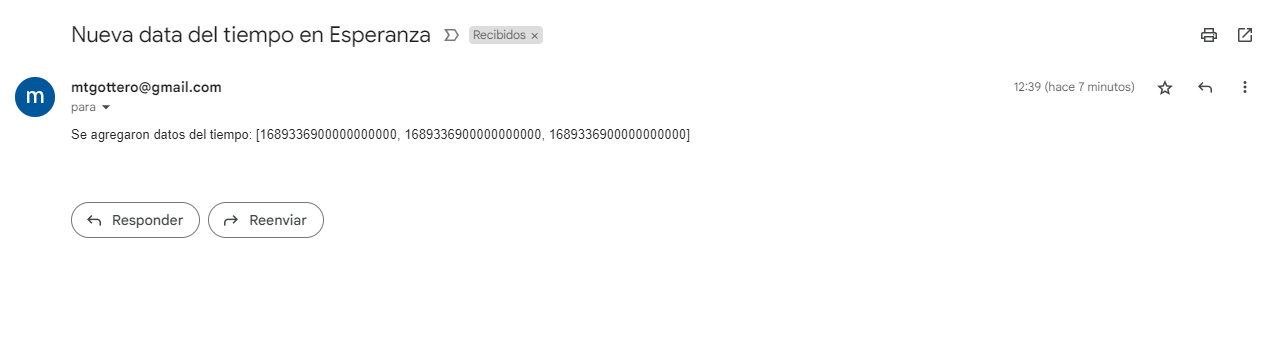 Nueva data del tiempo en Esperanza Recibidos ×
m
mtgottero@gmail.com 12:39 (hace 7 minutos)
para
Se agregaron datos del tiempo: [1689336900000000000, 1689336900000000000, 1689336900000000000]
Responder Reenviar